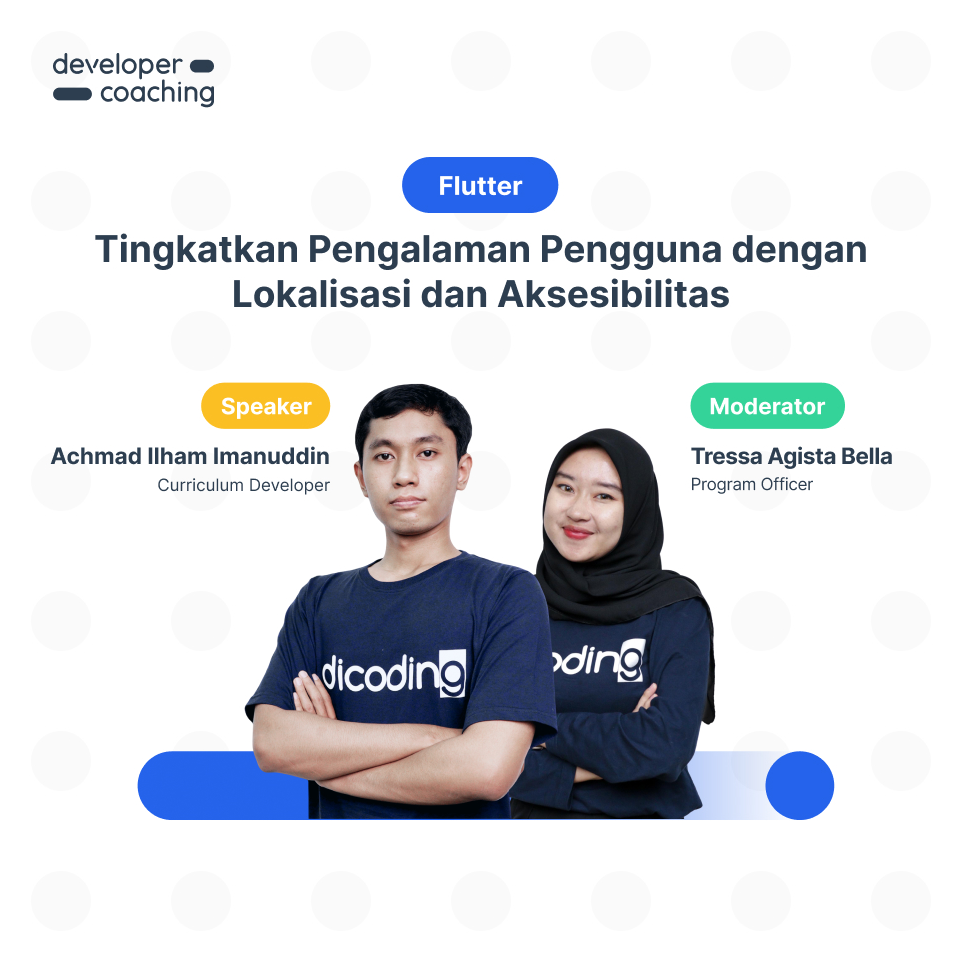 developer
coaching
Flutter
Tingkatkan Pengalaman Pengguna dengan
Lokalisasi dan Aksesibilitas
Speaker
Achmad Ilham Imanuddin
Curriculum Developer
Moderator
Tressa Agista Bella
Program Officer
dicoding
oding